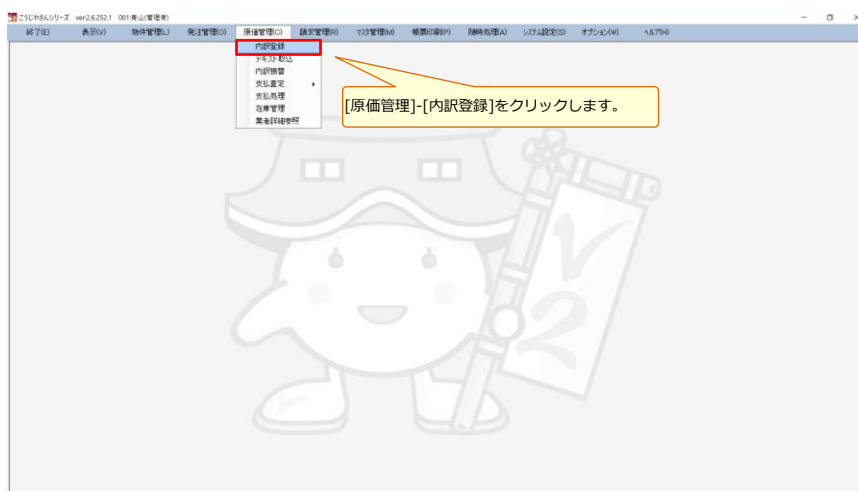 こうじやさんシリーズ ver.2.6.252.1 001:青山(管理者)
終了(E) 表示(V) 物件管理(L) 発注管理(O) 原価管理(C) 請求管理(R) マスタ管理(M) 帳票印刷(P) 随時処理(A) システム設定(S) オプション(W) ヘルプ(H)
内訳登録
テキスト取込
内訳振替
支払査定
支払処理
在庫管理
業者詳細参照
[原価管理]-[内訳登録]をクリックします。
V2